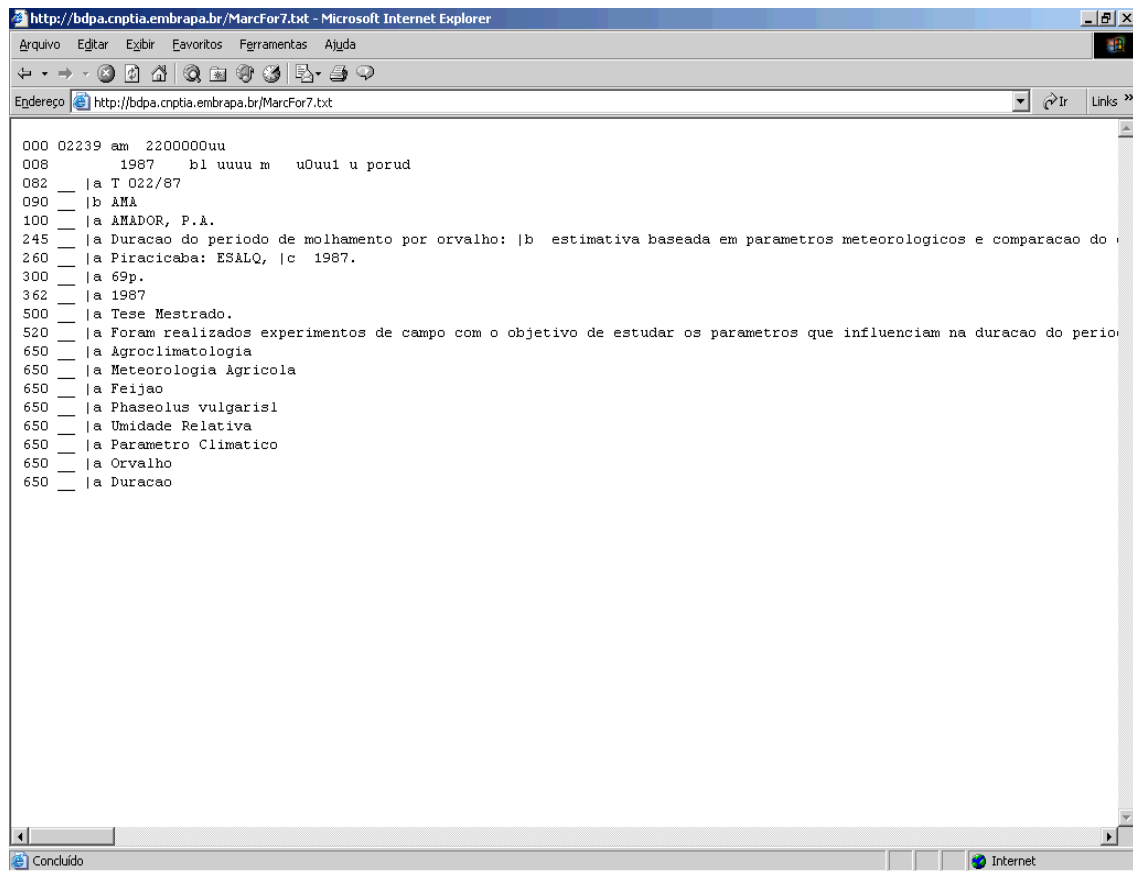 http://bdpa.cnptia.embrapa.br/MarcFor7.txt - Microsoft Internet Explorer
Arquivo Editar Exibir Favoritos Ferramentas Ajuda
Endereço http://bdpa.cnptia.embrapa.br/MarcFor7.txt Ir Links »
000 02239 am 2200000uu
008 1987 bl uuuu m u0uu1 u porud
082 __ |a T 022/87
090 __ |b AMA
100 __ |a AMADOR, P.A.
245 __ |a Duracao do periodo de molhamento por orvalho: |b estimativa baseada em parametros meteorologicos e comparacao do
260 __ |a Piracicaba: ESALQ, |c 1987.
300 __ |a 69p.
362 __ |a 1987
500 __ |a Tese Mestrado.
520 __ |a Foram realizados experimentos de campo com o objetivo de estudar os parametros que influenciam na duracao do perio
650 __ |a Agroclimatologia
650 __ |a Meteorologia Agricola
650 __ |a Feijao
650 __ |a Phaseolus vulgarisl
650 __ |a Umidade Relativa
650 __ |a Parametro Climatico
650 __ |a Orvalho
650 __ |a Duracao
Concluído Internet